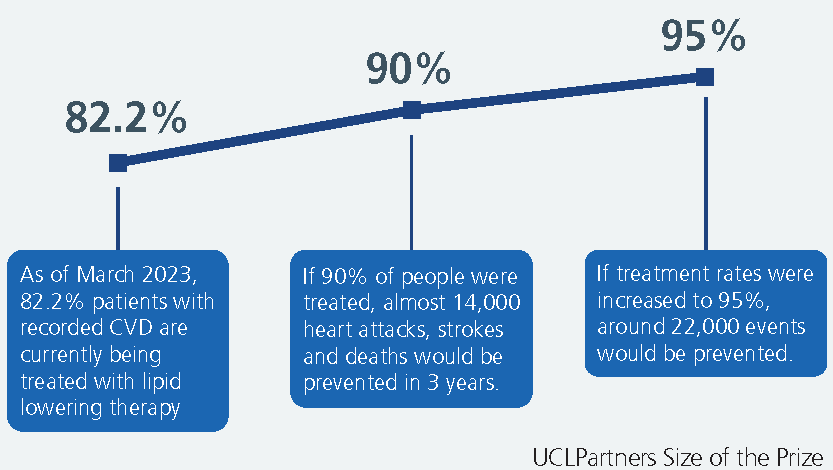 82.2%
90%
95%
As of March 2023,
82.2% patients with
recorded CVD are
currently being
treated with lipid
lowering therapy
If 90% of people were
treated, almost 14,000
heart attacks, strokes
and deaths would be
prevented in 3 years.
If treatment rates were
increased to 95%,
around 22,000 events
would be prevented.
UCLPartners Size of the Prize